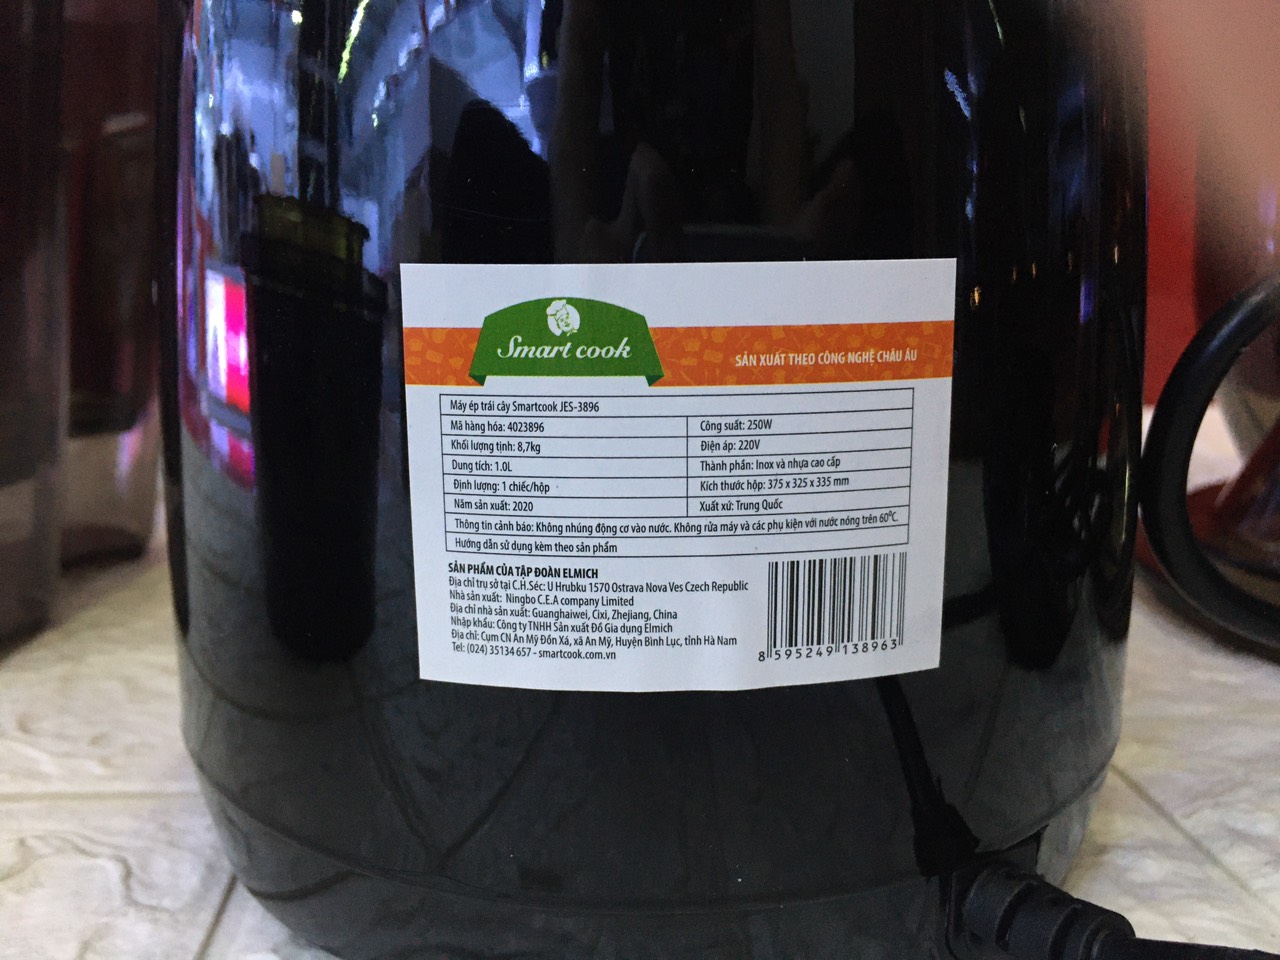 Smart cook
SẢN XUẤT THEO CÔNG NGHỆ CHÂU ÂU
Máy ép trái cây Smartcook JES-3896
Mã hàng hóa: 4023896
Công suất: 250W
Khối lượng tịnh: 8,7kg
Điện áp: 220V
Dung tích: 1.0L
Thành phần: Inox và nhựa cao cấp
Định lượng: 1 chiếc/hộp
Kích thước hộp: 375 x 325 x 335 mm
Năm sản xuất: 2020
Xuất xứ: Trung Quốc
Thông tin cảnh báo: Không nhúng động cơ vào nước. Không rửa máy và các phụ kiện với nước nóng trên 60⁰C.
Hướng dẫn sử dụng kèm theo sản phẩm
SẢN PHẨM CỦA TẬP ĐOÀN ELMICH
Địa chỉ trụ sở tại C.H.Séc: U Hrubku 1570 Ostrava Nova Ves Czech Republic
Nhà sản xuất: Ningbo C.E.A company Limited
Địa chỉ nhà sản xuất: Guanghaiwei, Cixi, Zhejiang, China
Nhập khẩu: Công ty TNHH Sản xuất Đồ Gia dụng Elmich
Địa chỉ: Cụm CN An Mỹ Đồn Xá, xã An Mỹ, Huyện Bình Lục, tỉnh Hà Nam
Tel: (024) 35134 657 - smartcook.com.vn
8 595249 138963